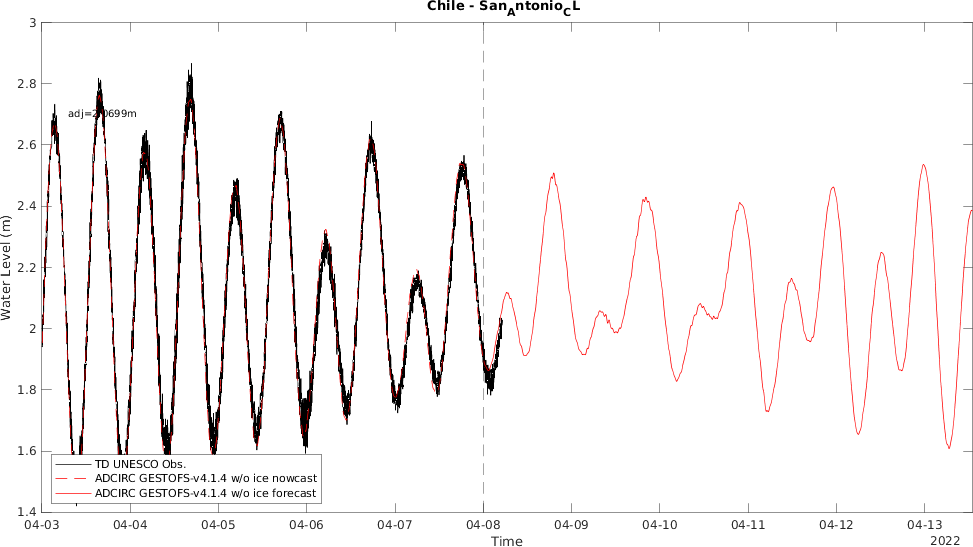 Chile - SanAntonioCL
3
2.8
adj=2.0699m
2.6
2.4
Water Level (m)
2.2
2
1.8
1.6
TD UNESCO Obs.
ADCIRC GESTOFS-v4.1.4 w/o ice nowcast
ADCIRC GESTOFS-v4.1.4 w/o ice forecast
1.4
04-03 04-04 04-05 04-06 04-07 04-08 04-09 04-10 04-11 04-12 04-13
Time
2022